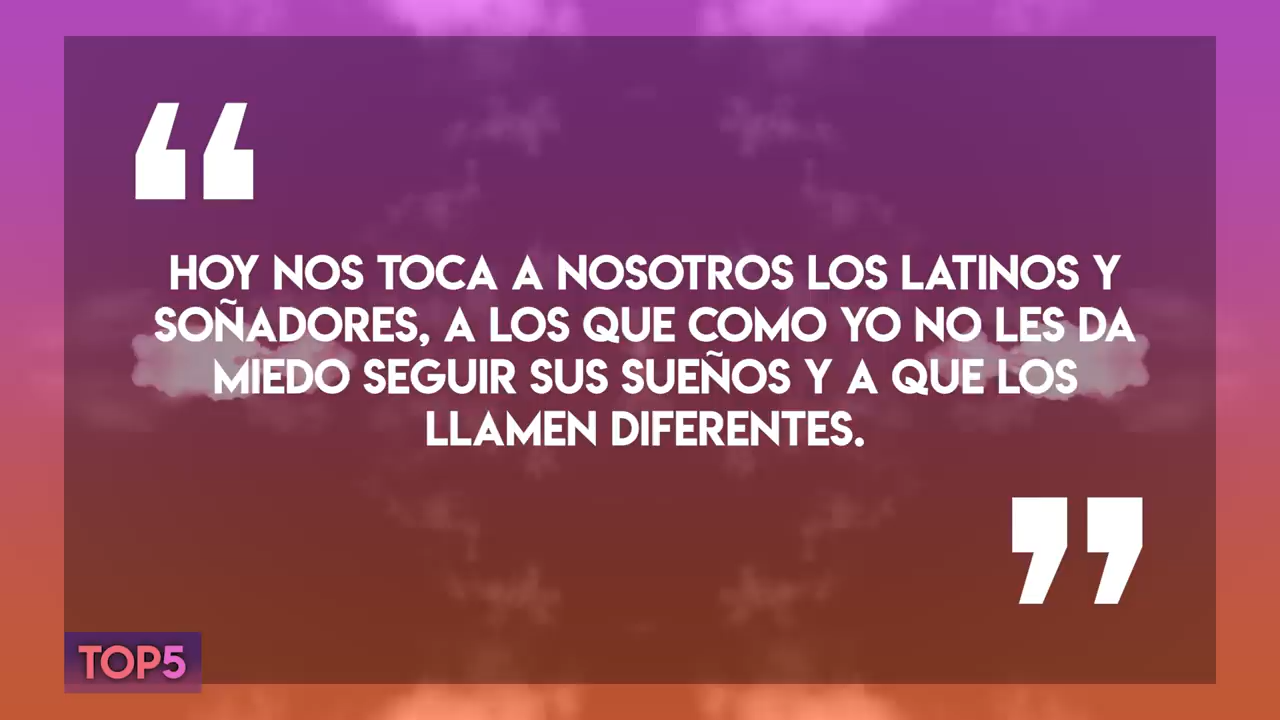 “
HOY NOS TOCA A NOSOTROS LOS LATINOS Y
SOÑADORES, A LOS QUE COMO YO NO LES DA
MIEDO SEGUIR SUS SUEÑOS Y A QUE LOS
LLAMEN DIFERENTES.
”
TOP5